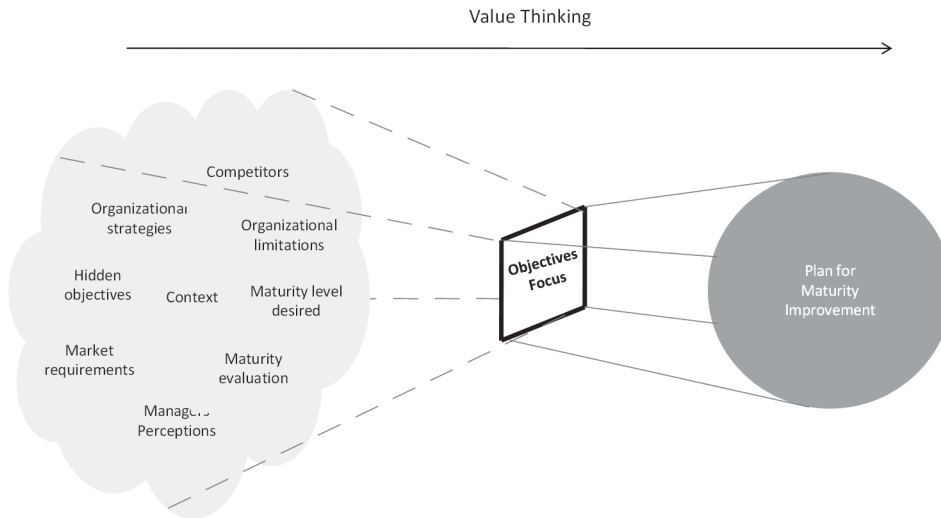 Value Thinking
Competitors
Organizational
strategies
Organizational
limitations
Hidden
objectives
Context
Maturity level
desired
Market
requirements
Maturity
evaluation
Managers
Perceptions
Objectives
Focus
Plan for
Maturity
Improvement